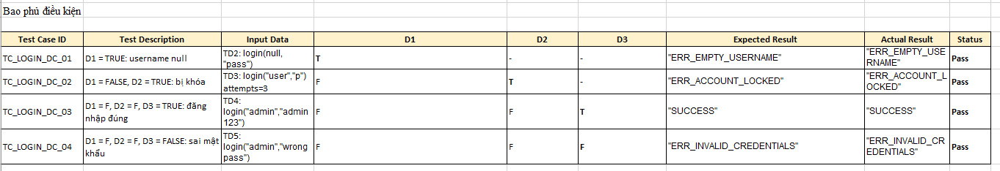 Bao phủ điều kiện
Test Case ID Test Description Input Data D1 D2 D3 Expected Result Actual Result Status
TC_LOGIN_DC_01 D1 = TRUE: username null TD2: login(null, "pass") T - - "ERR_EMPTY_USERNAME" "ERR_EMPTY_USERNAME" Pass
TC_LOGIN_DC_02 D1 = FALSE, D2 = TRUE: bị khóa TD3: login("user","p") attempts=3 F T - "ERR_ACCOUNT_LOCKED" "ERR_ACCOUNT_LOCKED" Pass
TC_LOGIN_DC_03 D1 = F, D2 = F, D3 = TRUE: đăng nhập đúng TD4: login("admin","admin123") F F T "SUCCESS" "SUCCESS" Pass
TC_LOGIN_DC_04 D1 = F, D2 = F, D3 = FALSE: sai mật khẩu TD5: login("admin","wrongpass") F F F "ERR_INVALID_CREDENTIALS" "ERR_INVALID_CREDENTIALS" Pass